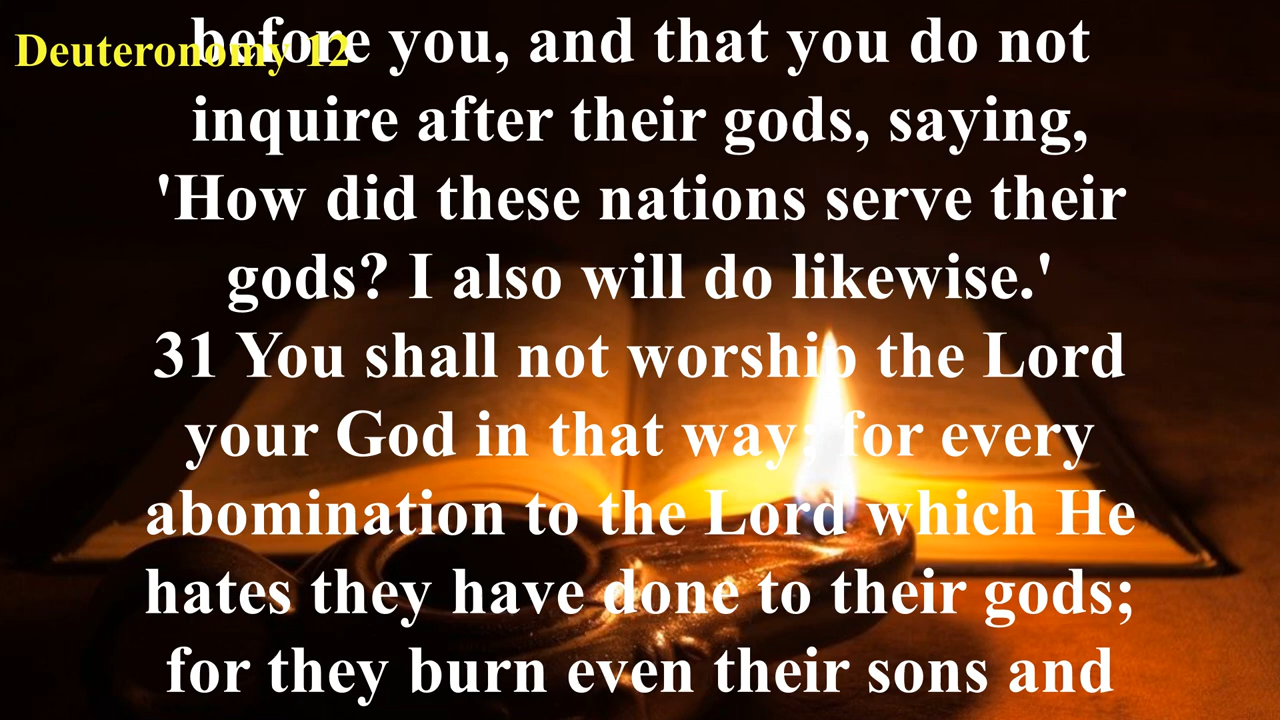 Deuteronomy 12
before you, and that you do not
inquire after their gods, saying,
'How did these nations serve their
gods? I also will do likewise.'
31 You shall not worship the Lord
your God in that way; for every
abomination to the Lord which He
hates they have done to their gods;
for they burn even their sons and